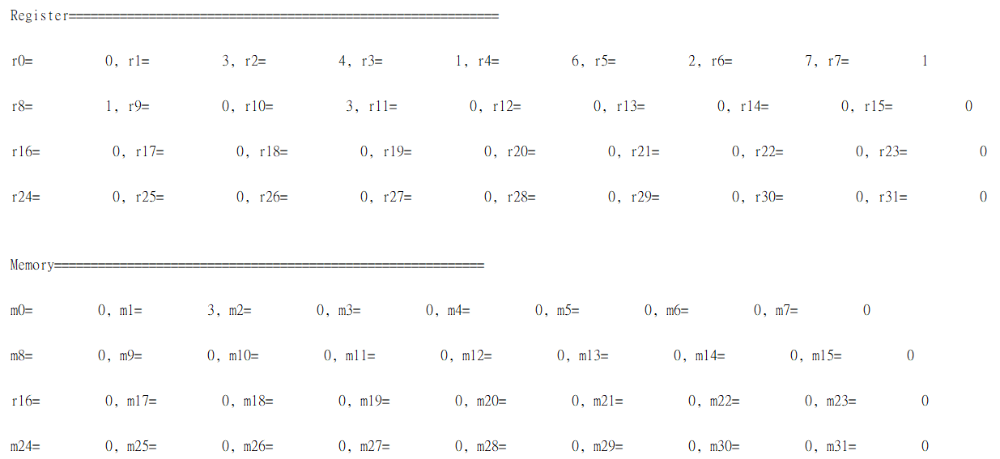 Register===========================================================
r0=          0, r1=          3, r2=          4, r3=          1, r4=          6, r5=          2, r6=          7, r7=          1
r8=          1, r9=          0, r10=          3, r11=          0, r12=          0, r13=          0, r14=          0, r15=          0
r16=          0, r17=          0, r18=          0, r19=          0, r20=          0, r21=          0, r22=          0, r23=          0
r24=          0, r25=          0, r26=          0, r27=          0, r28=          0, r29=          0, r30=          0, r31=          0
Memory===========================================================
m0=         0, m1=         3, m2=         0, m3=         0, m4=         0, m5=         0, m6=         0, m7=         0
m8=         0, m9=         0, m10=         0, m11=         0, m12=         0, m13=         0, m14=         0, m15=         0
r16=         0, m17=         0, m18=         0, m19=         0, m20=         0, m21=         0, m22=         0, m23=         0
m24=         0, m25=         0, m26=         0, m27=         0, m28=         0, m29=         0, m30=         0, m31=         0